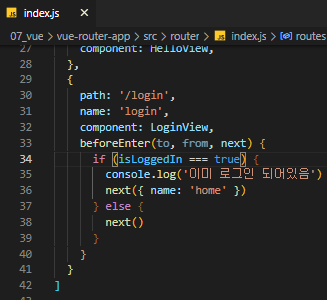 index.js
07_vue > vue-router-app > src > router > index.js > routes
27 component: HelloView,
28 },
29 {
30 path: '/login',
31 name: 'login',
32 component: LoginView,
33 beforeEnter(to, from, next) {
34 if (isLoggedIn === true) {
35 console.log('이미 로그인 되어있음')
36 next({ name: 'home' })
37 } else {
38 next()
39 }
40 }
41 }
42 ]